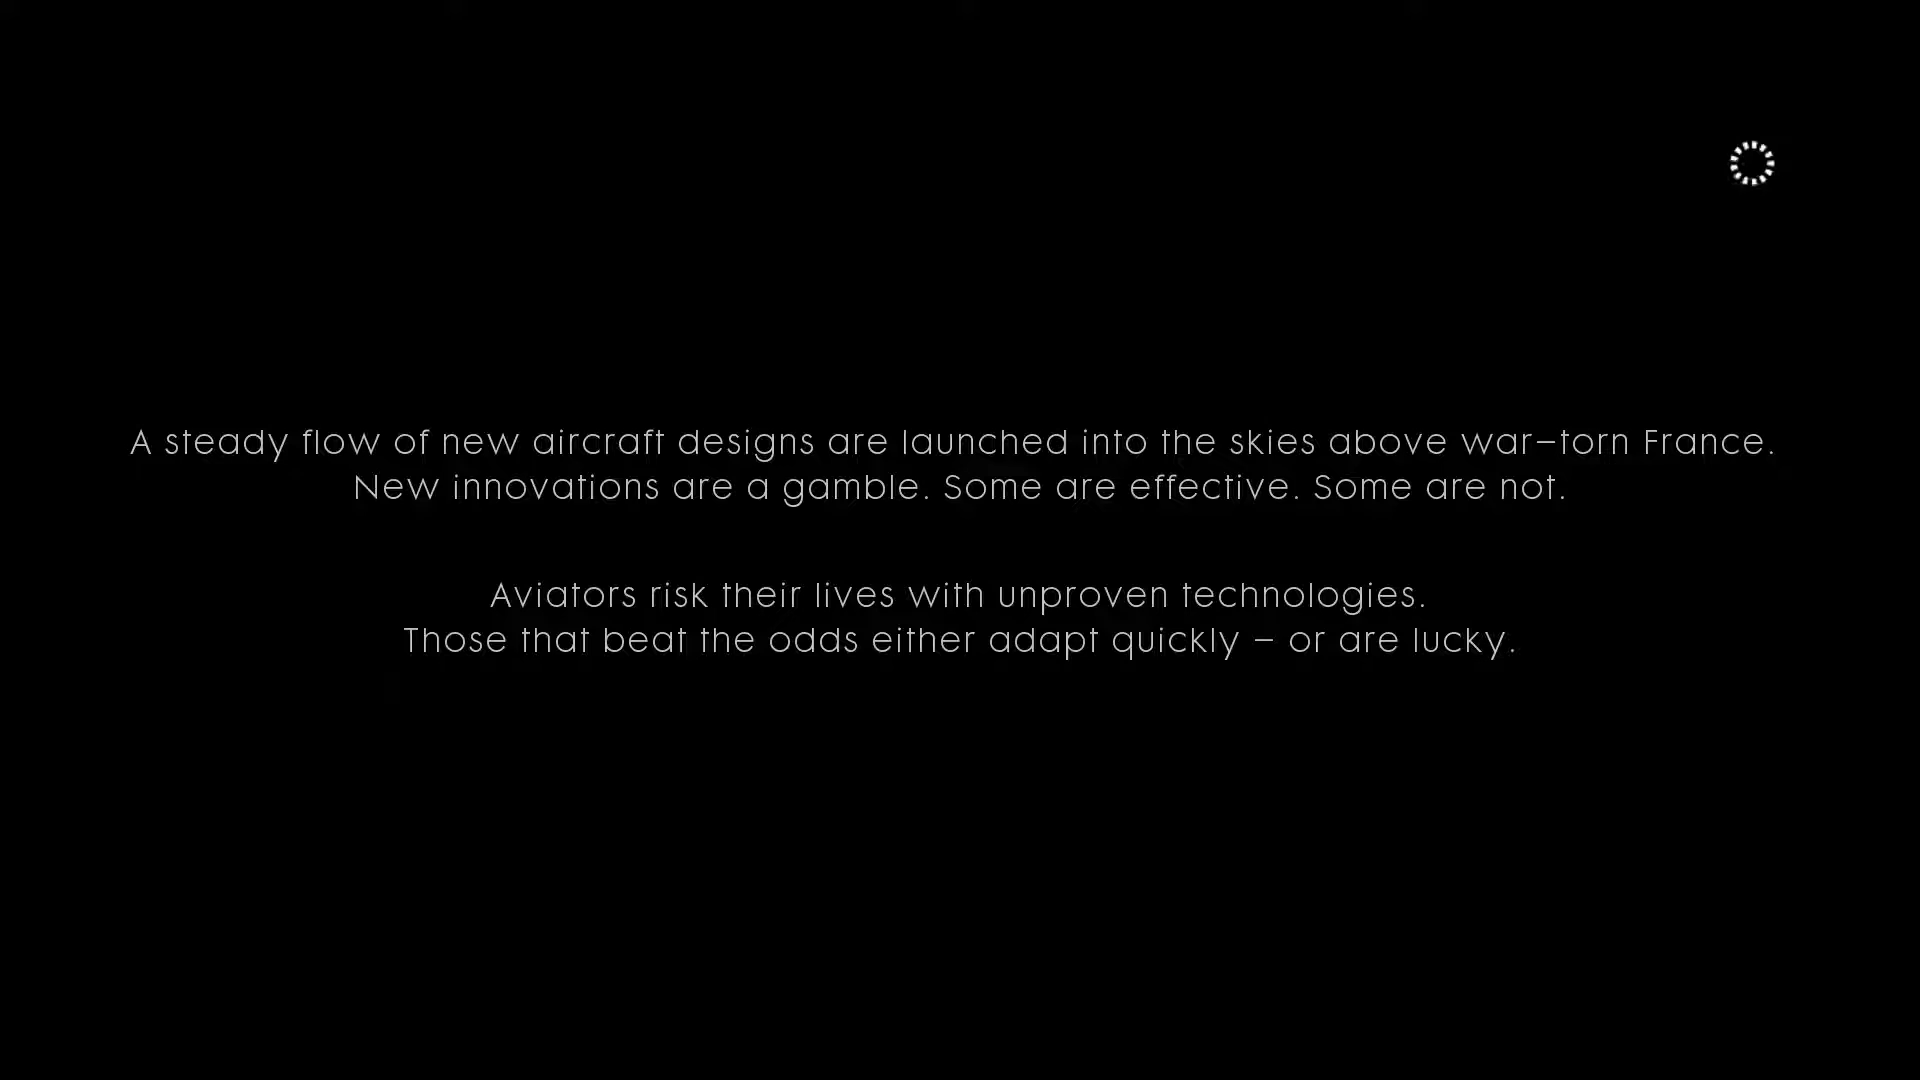 A steady flow of new aircraft designs are launched into the skies above war–torn France.
New innovations are a gamble. Some are effective. Some are not.
Aviators risk their lives with unproven technologies.
Those that beat the odds either adapt quickly – or are lucky.